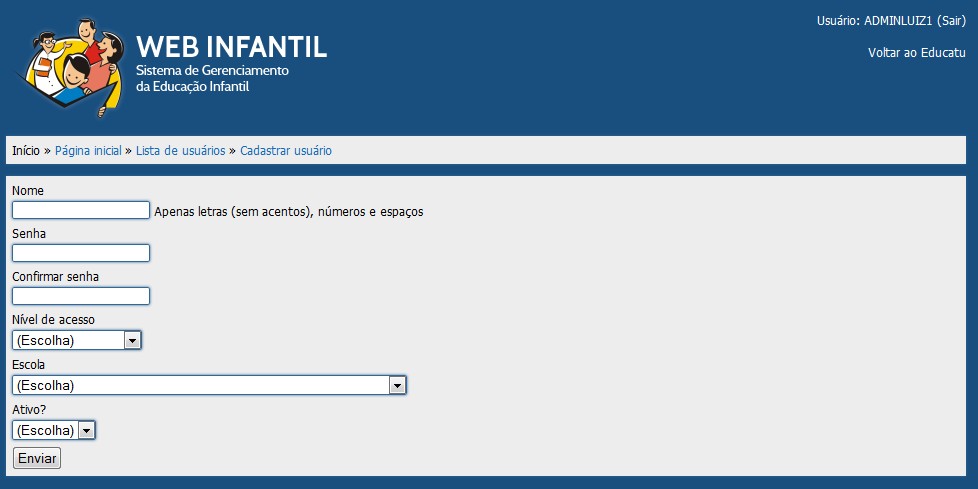 Usuário: ADMINLUIZ1 (Sair)
WEB INFANTIL
Sistema de Gerenciamento
da Educação Infantil
Voltar ao Educatu
Início » Página inicial » Lista de usuários » Cadastrar usuário
Nome
Apenas letras (sem acentos), números e espaços
Senha
Confirmar senha
Nível de acesso
(Escolha)
Escola
(Escolha)
Ativo?
(Escolha)
Enviar